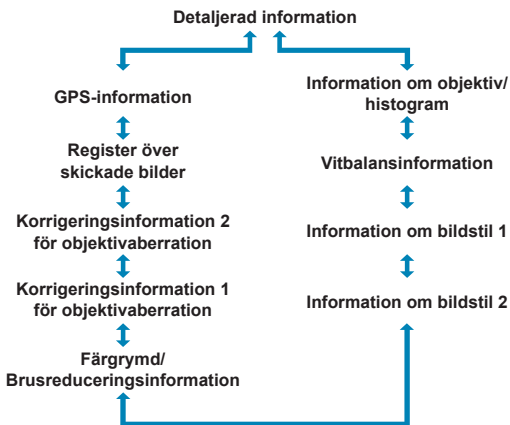 Detaljerad information
GPS-information
Register över
skickade bilder
Korrigeringsinformation 2
för objektivaberration
Korrigeringsinformation 1
för objektivaberration
Färgrymd/
Brusreduceringsinformation
Information om objektiv/
histogram
Vitbalansinformation
Information om bildstil 1
Information om bildstil 2